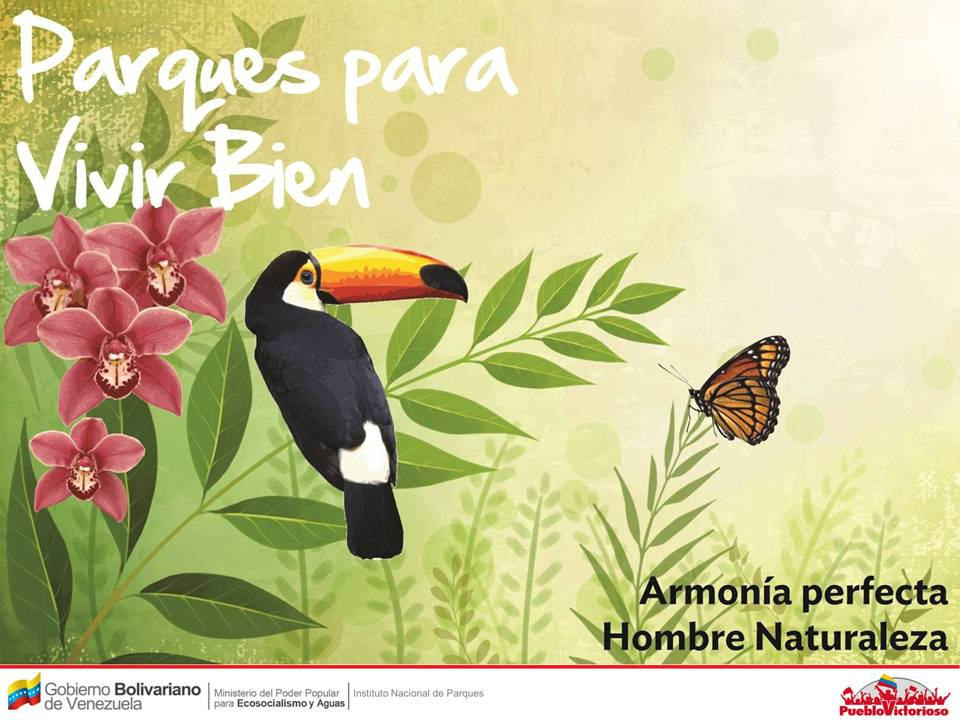 Parques para
Vivir Bien
Armonía perfecta
Hombre Naturaleza
Gobierno Bolivariano
de Venezuela
Ministerio del Poder Popular
para Ecosocialismo y Aguas
Instituto Nacional de Parques
PuebloVictorioso